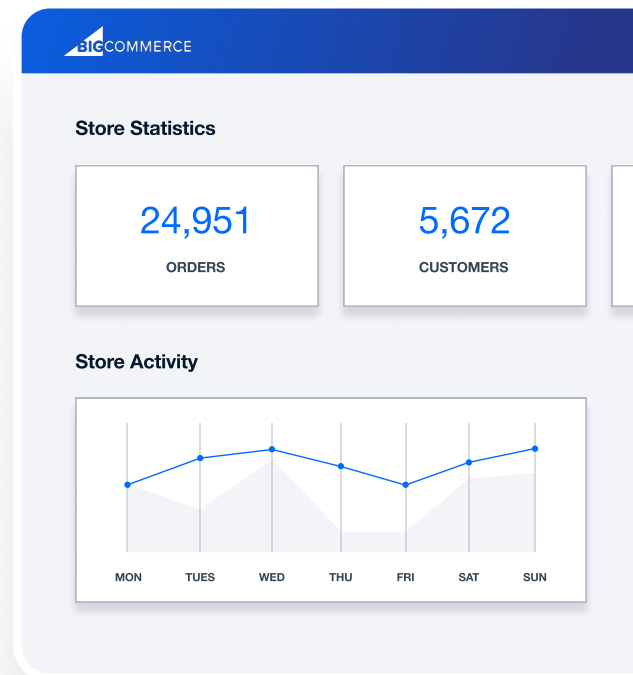 BIGCOMMERCE
Store Statistics
24,951
ORDERS
5,672
CUSTOMERS
Store Activity
MON TUES WED THU FRI SAT SUN